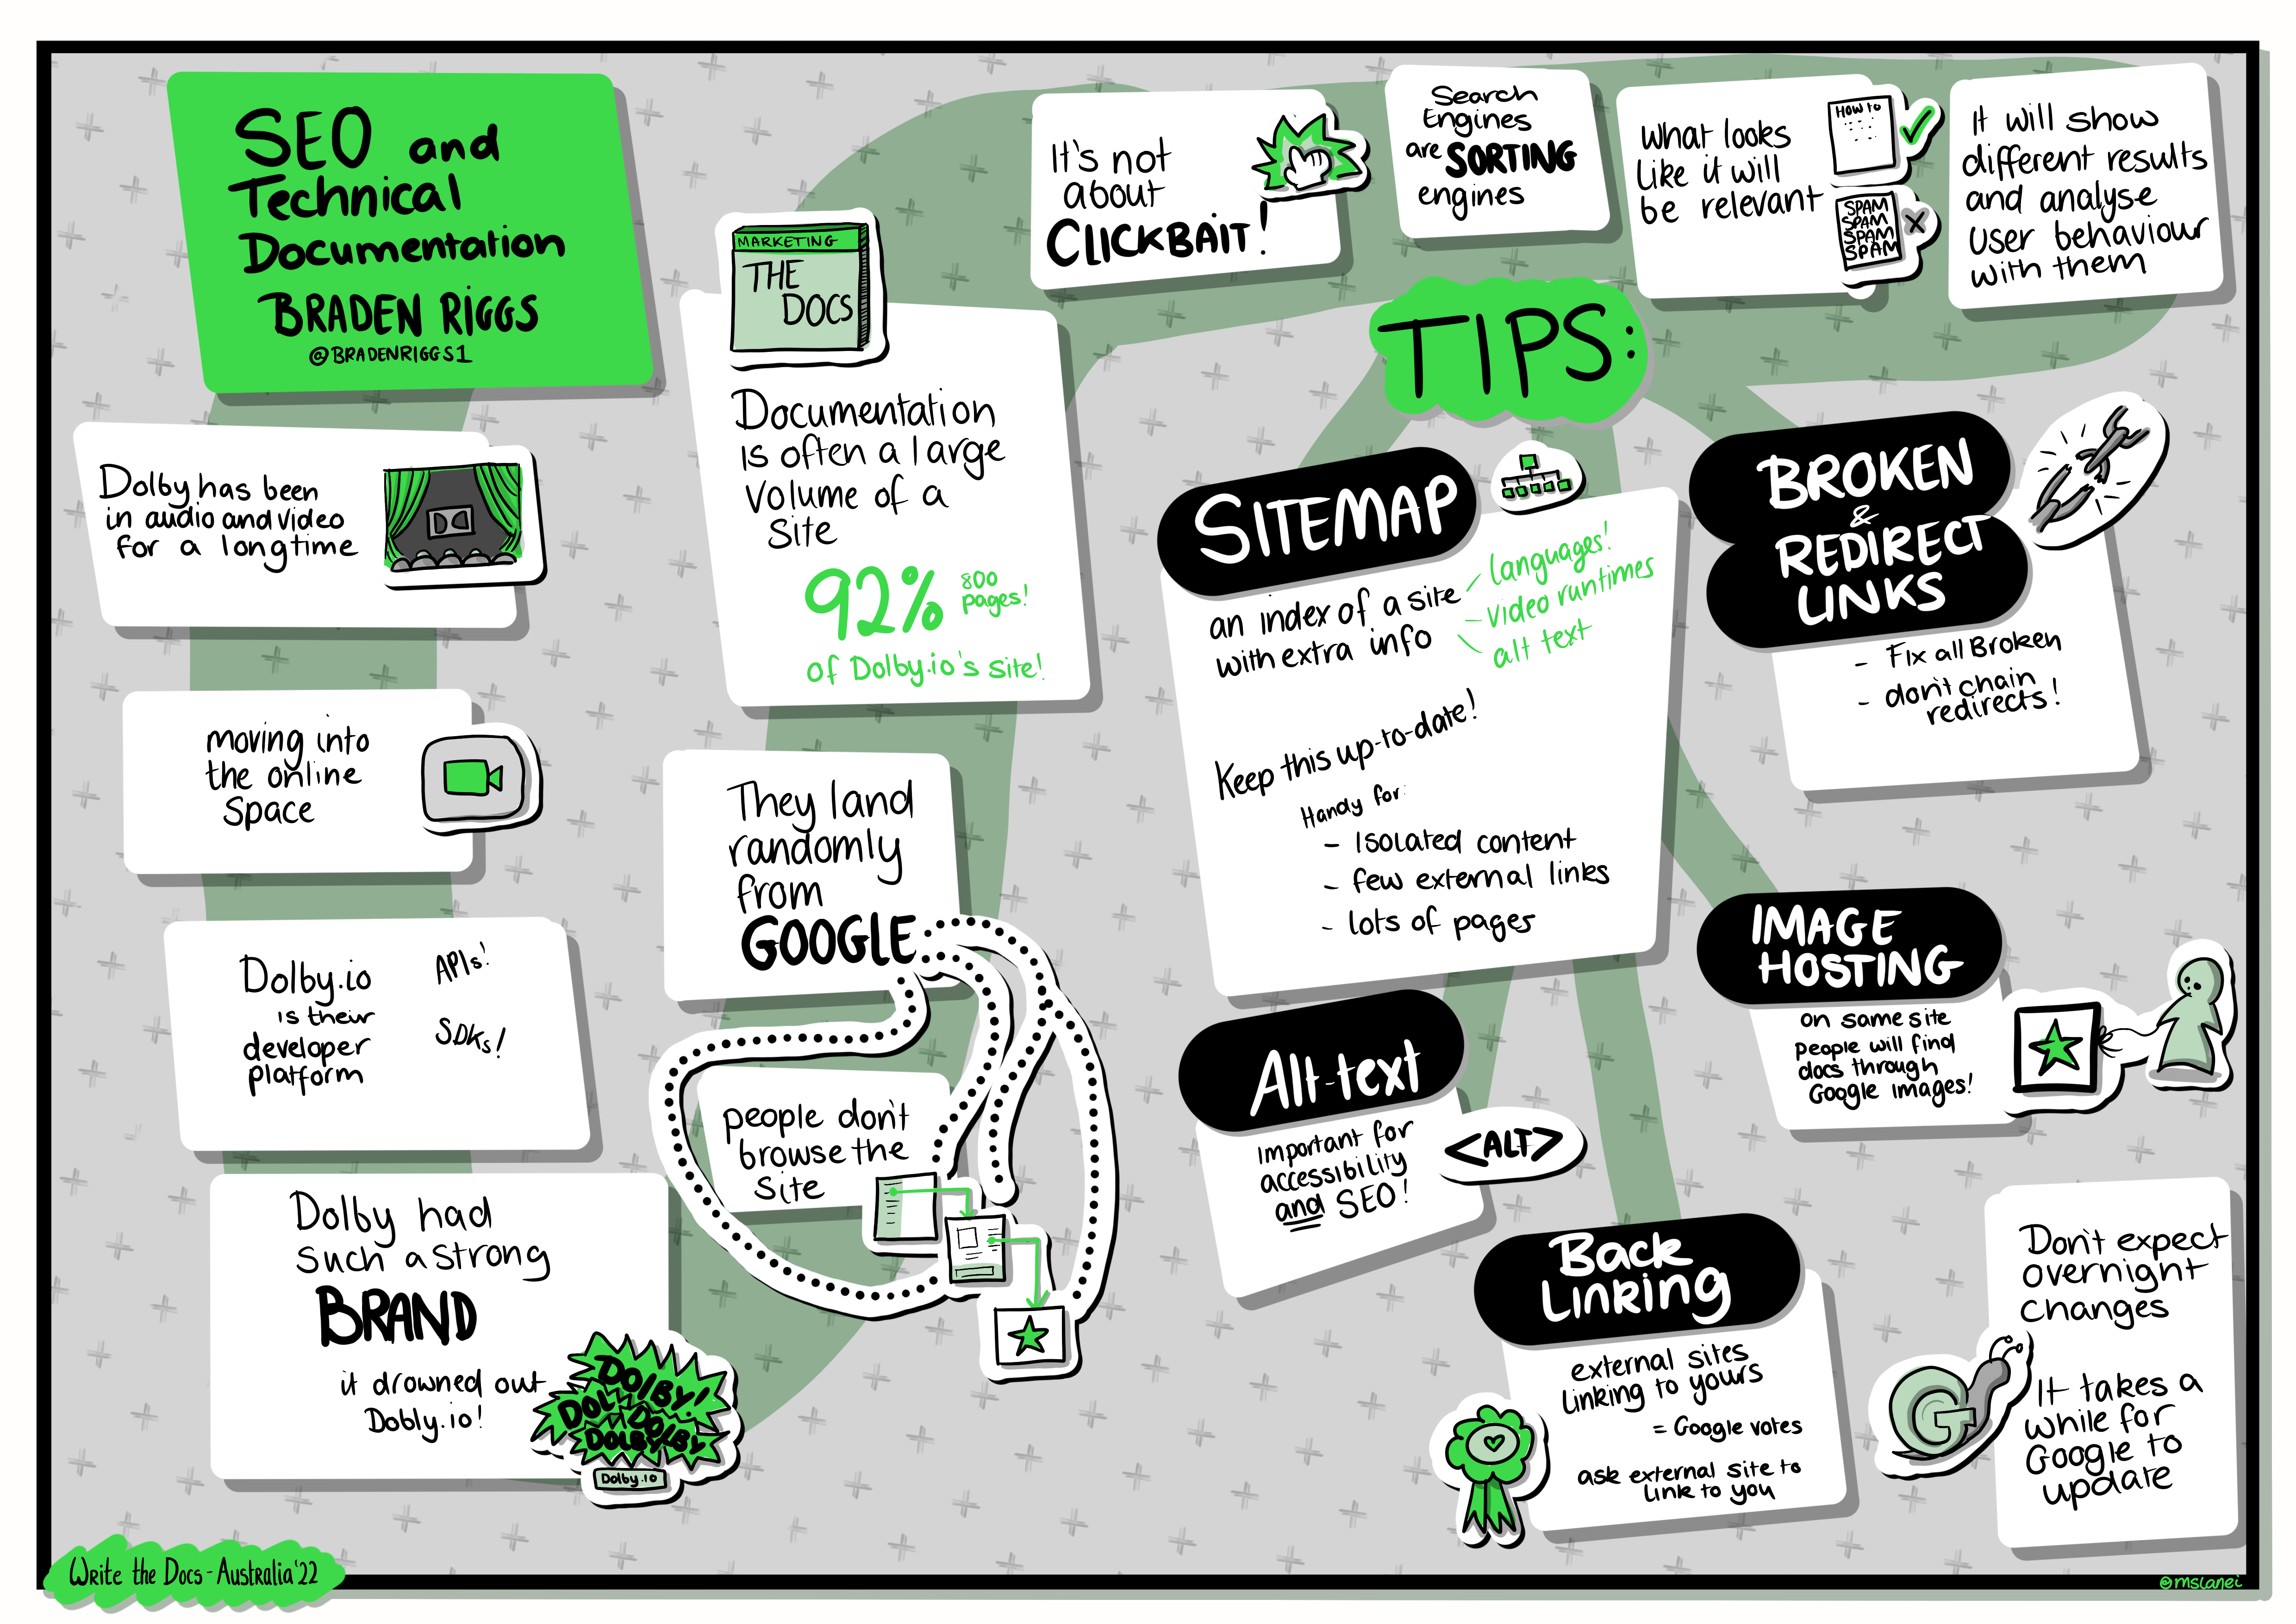 SEO and
Technical
Documentation
BRADEN RIGGS
@BRADENRIGGS1
Dolby has been
in audio and video
for a longtime
moving into
the online
space
Dolby.io
is their
developer
platform
APIs!
SDKs!
Dolby had
such a strong
BRAND
it drowned out
Dobly.io!
DOLBY!
DOL
DOLBY
DOLBY
Dolby.io
MARKETING
THE
DOCS
Documentation
is often a large
volume of a
site
92%
800
pages!
of Dolby.io's site!
They land
randomly
from
GOOGLE
people don't
browse the
site
It's not
about
CLICKBAIT!
Search
Engines
are SORTING
engines
what looks
like it will
be relevant
HOW to
SPAM
SPAM
SPAM
SPAM
It will show
different results
and analyse
user behaviour
with them
TIPS:
SITEMAP
an index of a site
with extra info
languages!
video runtimes
alt text
Keep this up-to-date!
Handy for:
- Isolated content
- few external links
- lots of pages
BROKEN
&
REDIRECT
LINKS
- Fix all Broken
- don't chain
redirects!
IMAGE
HOSTING
on same site
people will find
docs through
Google images!
Alt-text
Important for
accessibility
and SEO!
<ALT>
Back
Linking
external sites
linking to yours
= Google votes
ask external site to
link to you
Don't expect
overnight
changes
It takes a
while for
Google to
update
G
Write the Docs - Australia '22
@mslanei